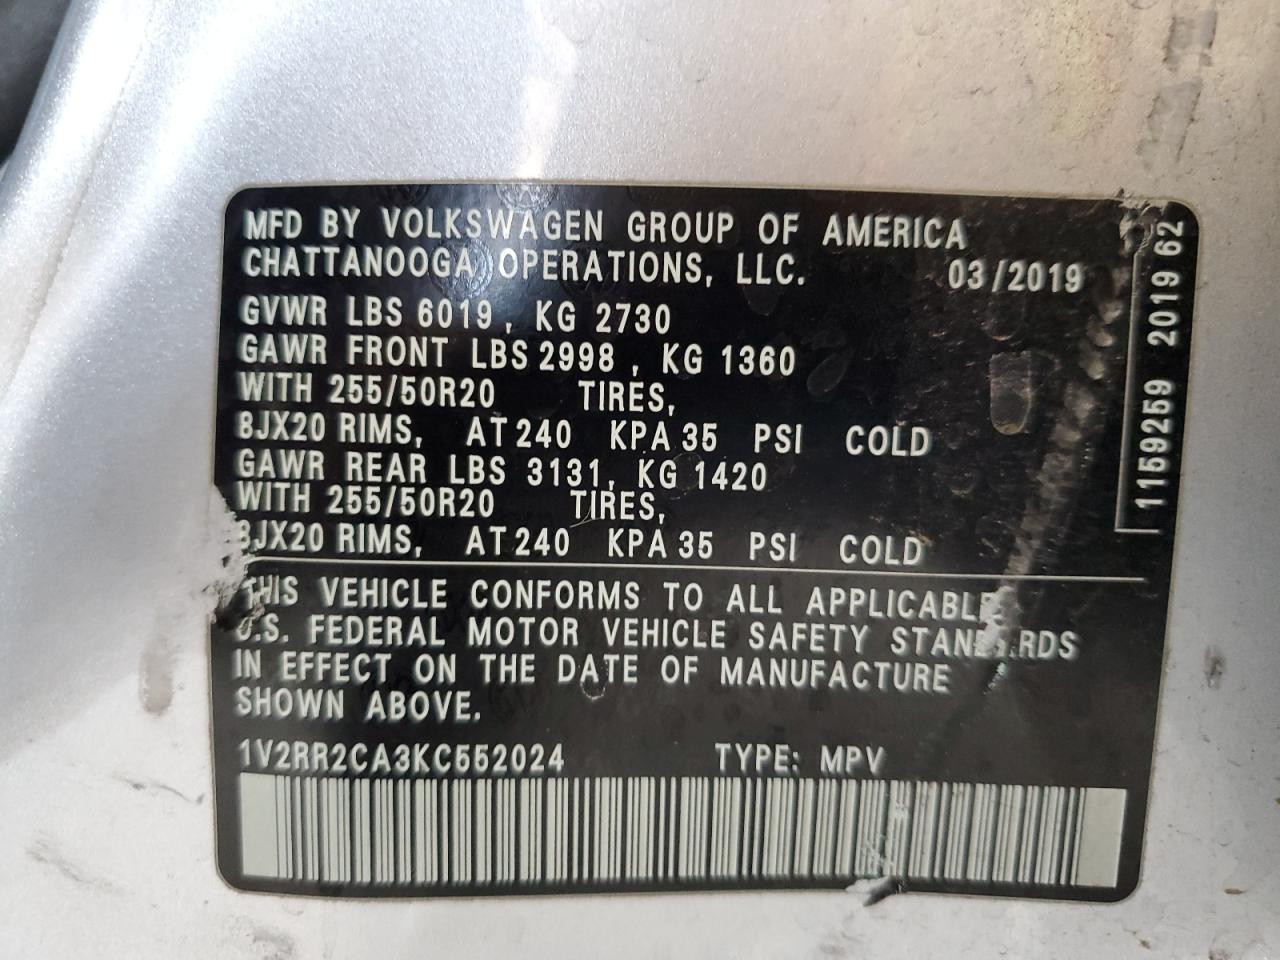 MFD BY VOLKSWAGEN GROUP OF AMERICA
CHATTANOOGA OPERATIONS, LLC. 03/2019
GVWR LBS 6019, KG 2730
GAWR FRONT LBS 2998, KG 1360
WITH 255/50R20 TIRES,
8JX20 RIMS, AT 240 KPA 35 PSI COLD
GAWR REAR LBS 3131, KG 1420
WITH 255/50R20 TIRES,
8JX20 RIMS, AT 240 KPA 35 PSI COLD
THIS VEHICLE CONFORMS TO ALL APPLICABLE
U.S. FEDERAL MOTOR VEHICLE SAFETY STANDARDS
IN EFFECT ON THE DATE OF MANUFACTURE
SHOWN ABOVE.
1V2RR2CA3KC552024 TYPE: MPV
1159259 2019 62